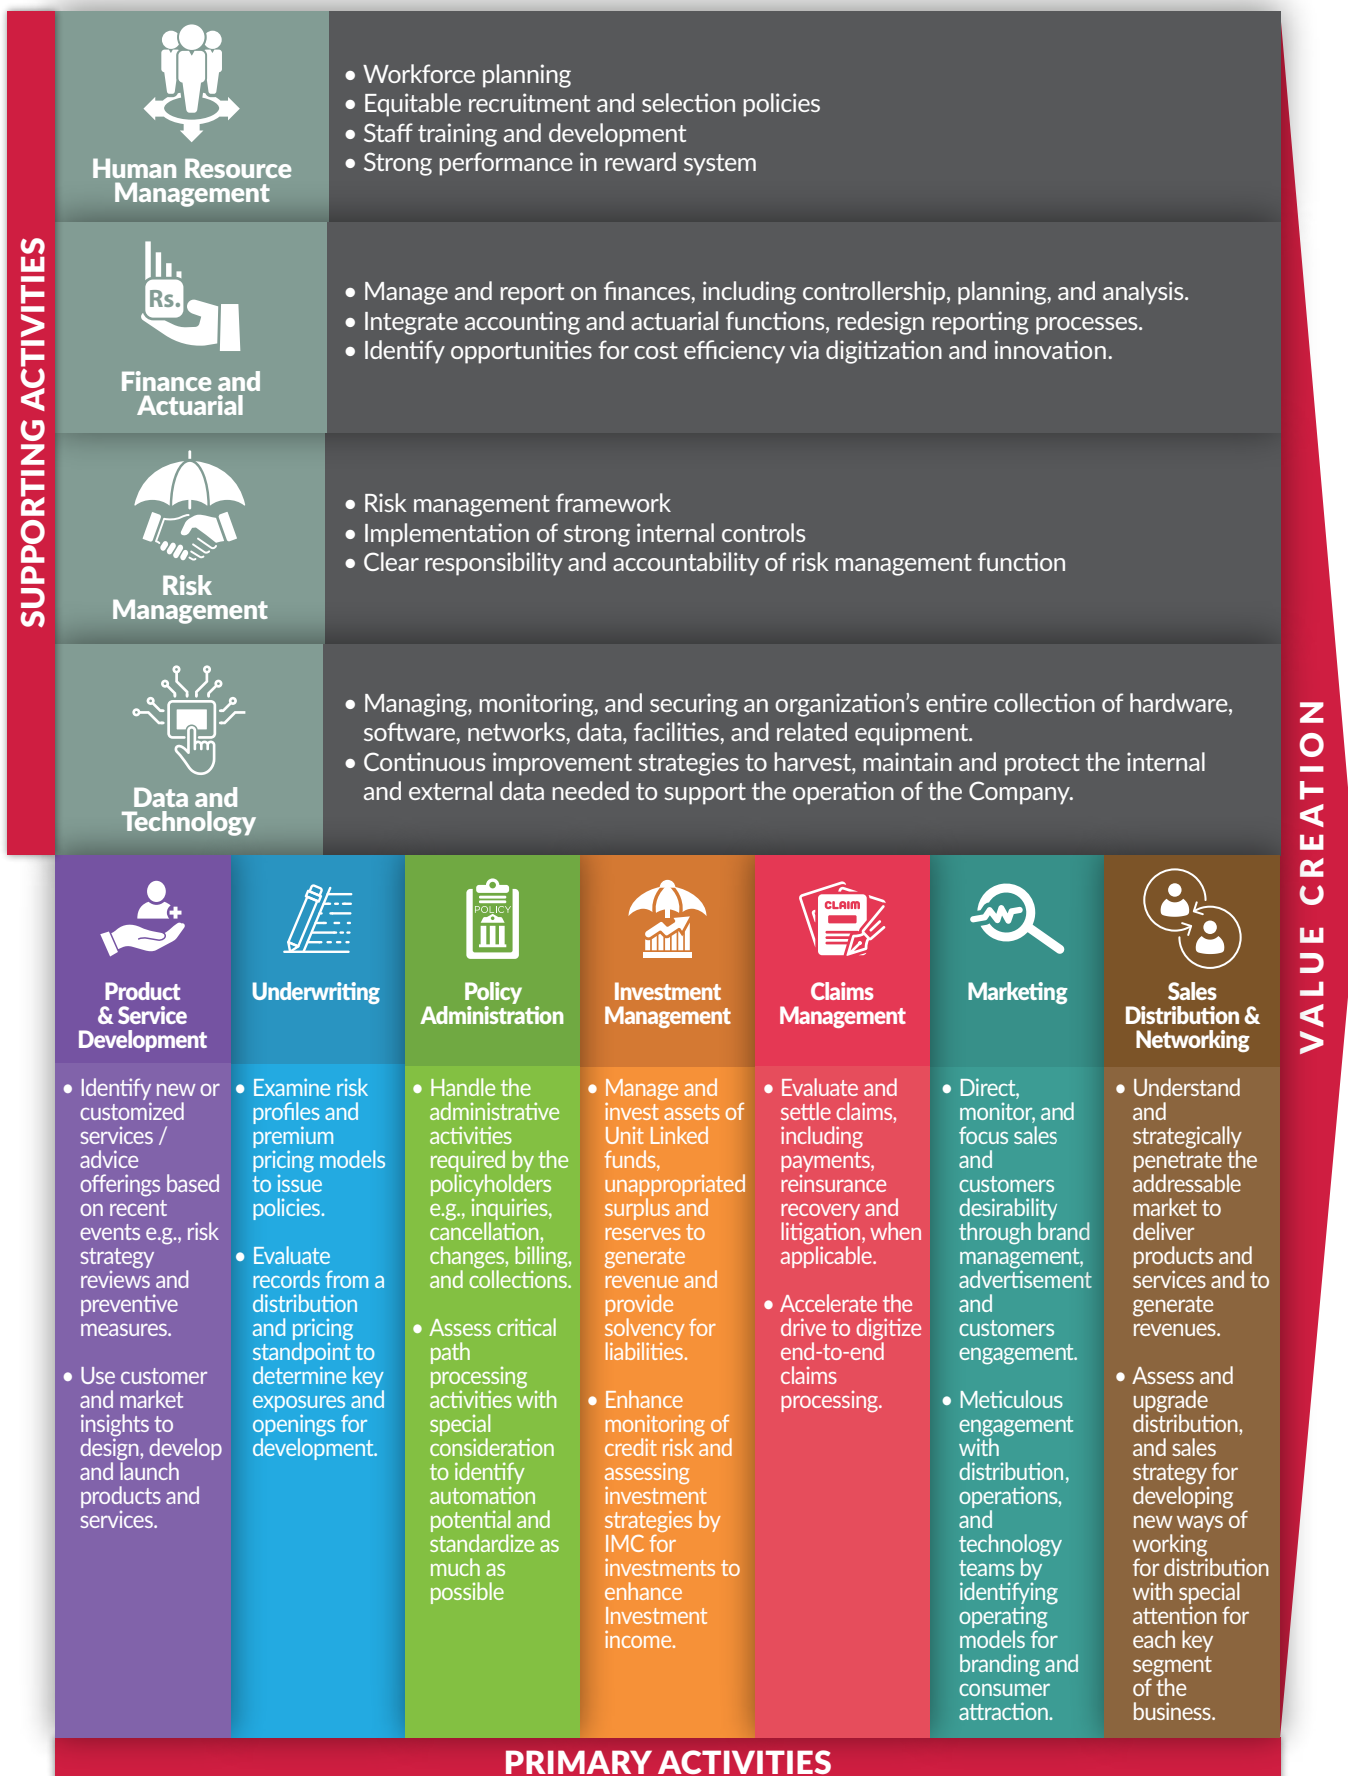 SUPPORTING ACTIVITIES
Human Resource
Management
• Workforce planning
• Equitable recruitment and selection policies
• Staff training and development
• Strong performance in reward system
Rs.
Finance and
Actuarial
• Manage and report on finances, including controllership, planning, and analysis.
• Integrate accounting and actuarial functions, redesign reporting processes.
• Identify opportunities for cost efficiency via digitization and innovation.
Risk
Management
• Risk management framework
• Implementation of strong internal controls
• Clear responsibility and accountability of risk management function
Data and
Technology
• Managing, monitoring, and securing an organization’s entire collection of hardware,
software, networks, data, facilities, and related equipment.
• Continuous improvement strategies to harvest, maintain and protect the internal
and external data needed to support the operation of the Company.
VALUE CREATION
Product
& Service
Development
• Identify new or
customized
services /
advice
offerings based
on recent
events e.g., risk
strategy
reviews and
preventive
measures.
• Use customer
and market
insights to
design, develop
and launch
products and
services.
Underwriting
• Examine risk
profiles and
premium
pricing models
to issue
policies.
• Evaluate
records from a
distribution
and pricing
standpoint to
determine key
exposures and
openings for
development.
POLICY
Policy
Administration
• Handle the
administrative
activities
required by the
policyholders
e.g., inquiries,
cancellation,
changes, billing,
and collections.
• Assess critical
path
processing
activities with
special
consideration
to identify
automation
potential and
standardize as
much as
possible
Investment
Management
• Manage and
invest assets of
Unit Linked
funds,
unappropriated
surplus and
reserves to
generate
revenue and
provide
solvency for
liabilities.
• Enhance
monitoring of
credit risk and
assessing
investment
strategies by
IMC for
investments to
enhance
Investment
income.
CLAIM
Claims
Management
• Evaluate and
settle claims,
including
payments,
reinsurance
recovery and
litigation, when
applicable.
• Accelerate the
drive to digitize
end-to-end
claims
processing.
Marketing
• Direct,
monitor, and
focus sales
and
customers
desirability
through brand
management,
advertisement
and
customers
engagement.
• Meticulous
engagement
with
distribution,
operations,
and
technology
teams by
identifying
operating
models for
branding and
consumer
attraction.
Sales
Distribution &
Networking
• Understand
and
strategically
penetrate the
addressable
market to
deliver
products and
services and to
generate
revenues.
• Assess and
upgrade
distribution,
and sales
strategy for
developing
new ways of
working
for distribution
with special
attention for
each key
segment
of the
business.
PRIMARY ACTIVITIES